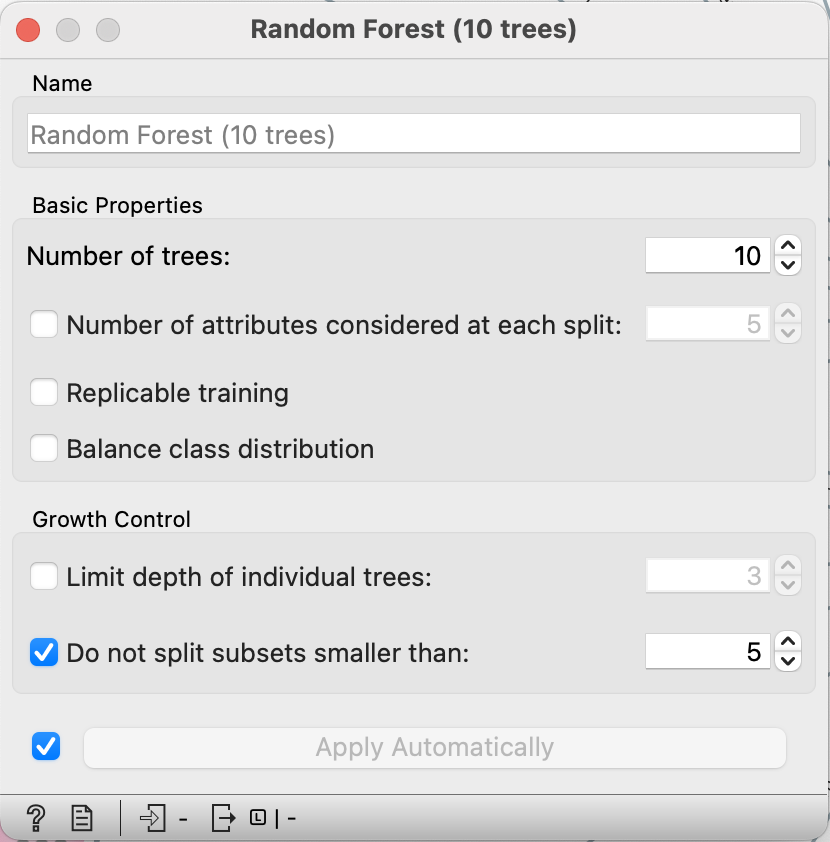 Random Forest (10 trees)
Name
Random Forest (10 trees)
Basic Properties
Number of trees: 10
Number of attributes considered at each split: 5
Replicable training
Balance class distribution
Growth Control
Limit depth of individual trees: 3
Do not split subsets smaller than: 5
Apply Automatically
? - L | -